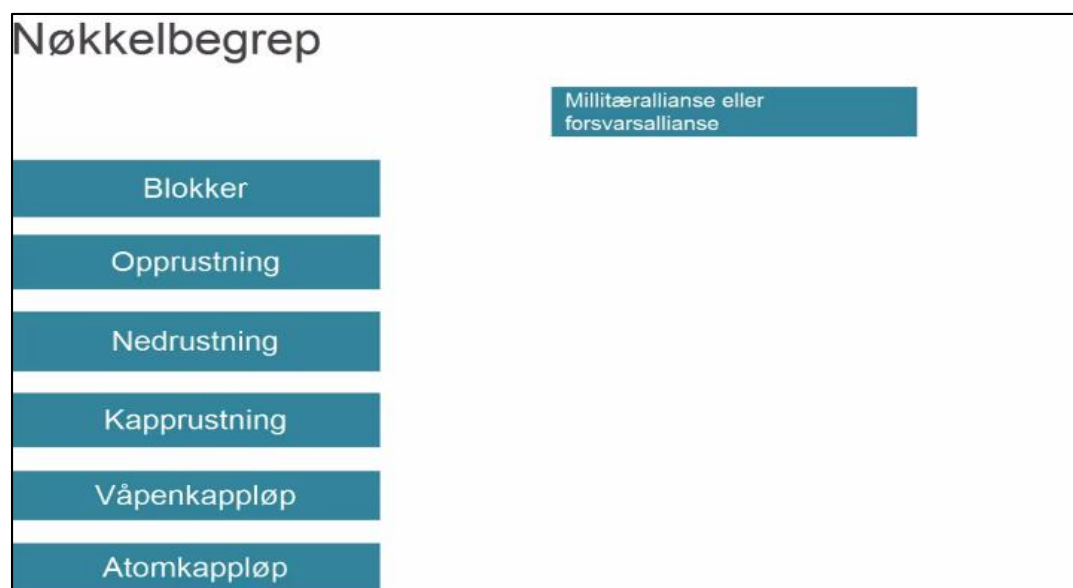 Nøkkelbegrep
Millitærallianse eller
forsvarsallianse
Blokker
Opprustning
Nedrustning
Kapprustning
Våpenkappløp
Atomkappløp